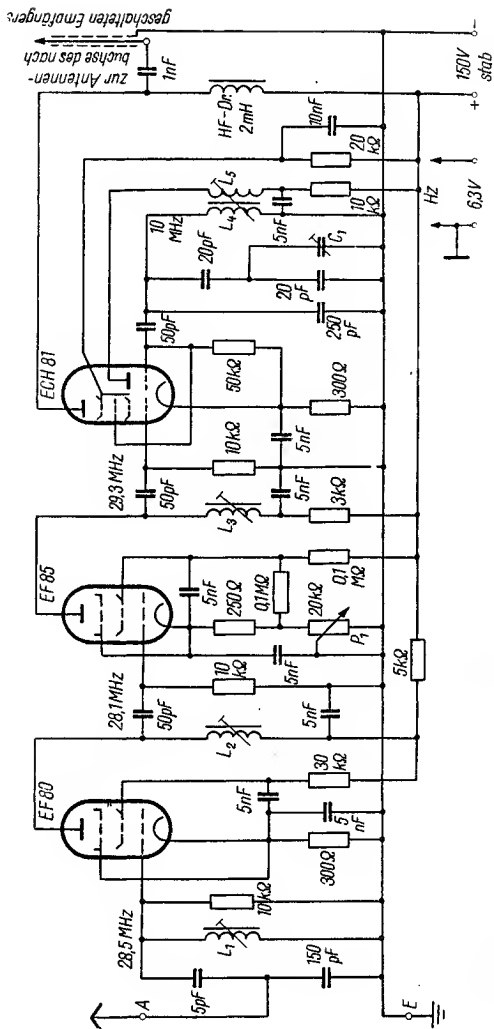 zur Antennen-
buchse des nach
geschalteten Empfängers
EF 80
EF 85
ECH 81
1nF
28,5 MHz
28,1 MHz
29,3 MHz
HF-Dr.
2mH
50pF
50pF
50pF
10
MHz
A
5pF
L1
10kΩ
5nF
L2
10
kΩ
5nF
250Ω
0,1MΩ
L3
10kΩ
50kΩ
20pF
L4
L5
150
pF
300Ω
5
nF
30
kΩ
5nF
5nF
20kΩ
P1
0,1
MΩ
5nF
3kΩ
5nF
300Ω
250
pF
20
pF
C1
5nF
10
kΩ
20
kΩ
10nF
E
5kΩ
Hz
6,3V
+
150V
stab
−